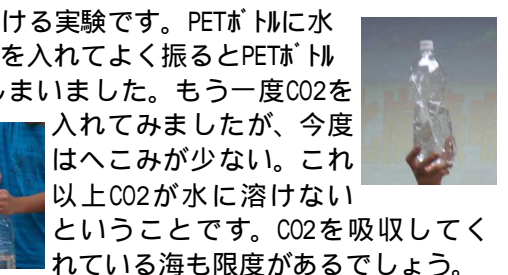 ける実験です。PETボトルに水
を入れてよく振るとPETボトル
しまいました。もう一度CO2を
入れてみましたが、今度
はへこみが少ない。これ
以上CO2が水に溶けない
ということです。CO2を吸収してく
れている海も限度があるでしょう。